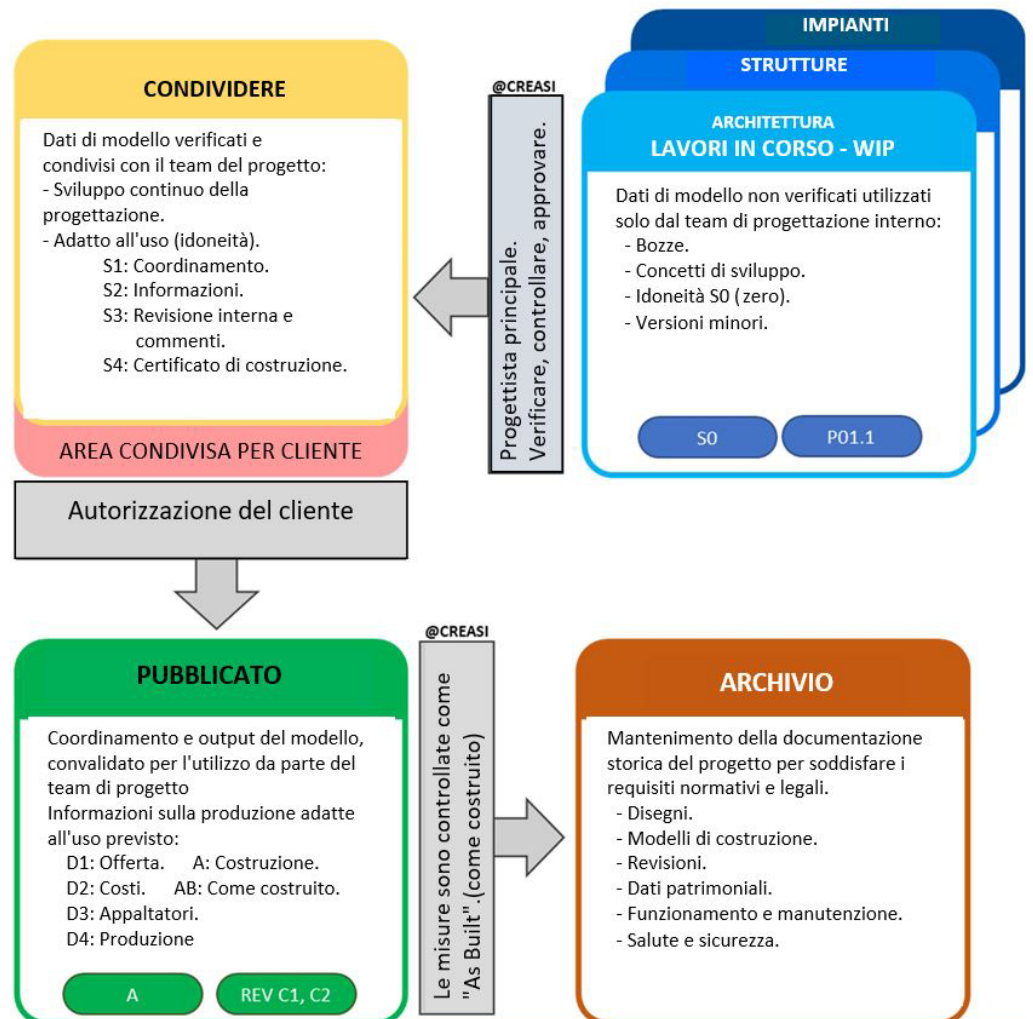 IMPIANTI
STRUTTURE
ARCHITETTURA
LAVORI IN CORSO - WIP
Dati di modello non verificati utilizzati
solo dal team di progettazione interno:
- Bozze.
- Concetti di sviluppo.
- Idoneità S0 (zero).
- Versioni minori.
S0
P01.1
@CREASI
Progettista principale.
Verificare, controllare, approvare.
CONDIVIDERE
Dati di modello verificati e
condivisi con il team del progetto:
- Sviluppo continuo della
progettazione.
- Adatto all'uso (idoneità).
S1: Coordinamento.
S2: Informazioni.
S3: Revisione interna e
commenti.
S4: Certificato di costruzione.
AREA CONDIVISA PER CLIENTE
Autorizzazione del cliente
PUBBLICATO
Coordinamento e output del modello,
convalidato per l'utilizzo da parte del
team di progetto
Informazioni sulla produzione adatte
all'uso previsto:
D1: Offerta. A: Costruzione.
D2: Costi. AB: Come costruito.
D3: Appaltatori.
D4: Produzione
A
REV C1, C2
@CREASI
Le misure sono controllate come
"As Built".(come costruito)
ARCHIVIO
Mantenimento della documentazione
storica del progetto per soddisfare i
requisiti normativi e legali.
- Disegni.
- Modelli di costruzione.
- Revisioni.
- Dati patrimoniali.
- Funzionamento e manutenzione.
- Salute e sicurezza.